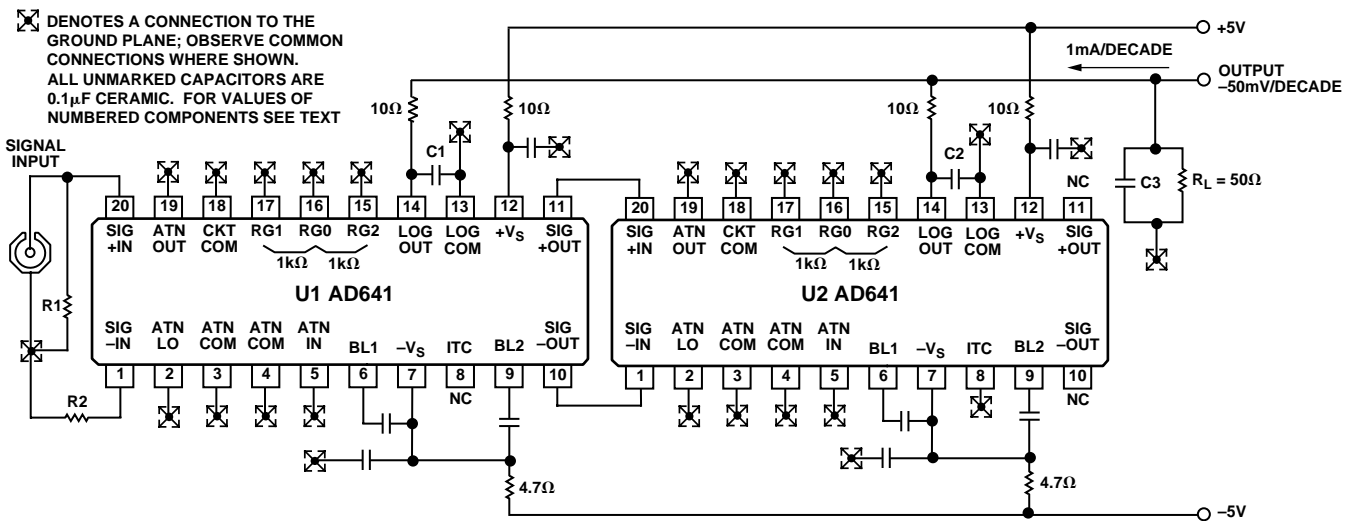 DENOTES A CONNECTION TO THE
GROUND PLANE; OBSERVE COMMON
CONNECTIONS WHERE SHOWN.
ALL UNMARKED CAPACITORS ARE
0.1μF CERAMIC. FOR VALUES OF
NUMBERED COMPONENTS SEE TEXT
+5V
1mA/DECADE
OUTPUT
–50mV/DECADE
10Ω 10Ω 10Ω 10Ω
SIGNAL
INPUT
C1 C2 NC C3 RL = 50Ω
20 19 18 17 16 15 14 13 12 11
SIG +IN ATN OUT CKT COM RG1 RG0 RG2 LOG OUT LOG COM +VS SIG +OUT
1kΩ 1kΩ
U1 AD641
R1
SIG –IN ATN LO ATN COM ATN COM ATN IN BL1 –VS ITC BL2 SIG –OUT
1 2 3 4 5 6 7 8 9 10
NC
R2
4.7Ω
20 19 18 17 16 15 14 13 12 11
SIG +IN ATN OUT CKT COM RG1 RG0 RG2 LOG OUT LOG COM +VS SIG +OUT
1kΩ 1kΩ
U2 AD641
SIG –IN ATN LO ATN COM ATN COM ATN IN BL1 –VS ITC BL2 SIG –OUT
1 2 3 4 5 6 7 8 9 10
NC
4.7Ω
–5V